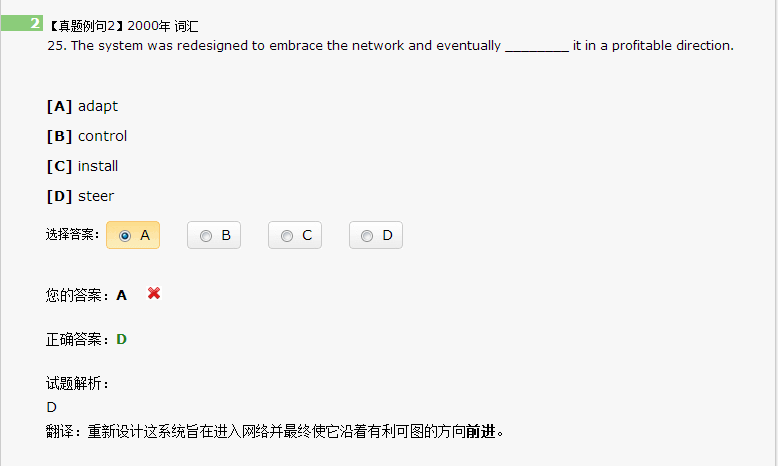 2 【真题例句2】2000年 词汇
25. The system was redesigned to embrace the network and eventually ________ it in a profitable direction.
[A] adapt
[B] control
[C] install
[D] steer
选择答案: A B C D
您的答案：A
正确答案：D
试题解析：
D
翻译：重新设计这系统旨在进入网络并最终使它沿着有利可图的方向前进。